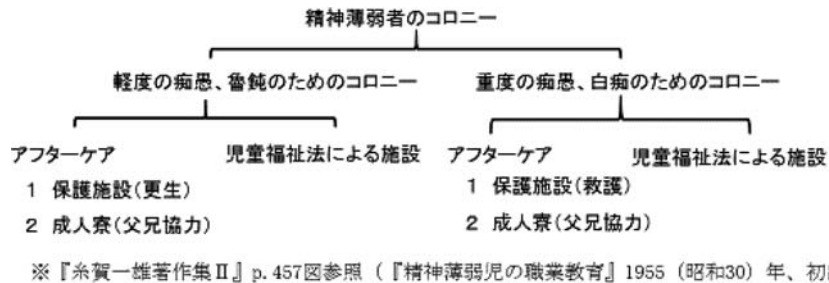 精神薄弱者のコロニー
軽度の痴愚、魯鈍のためのコロニー 重度の痴愚、白痴のためのコロニー
アフターケア 児童福祉法による施設 アフターケア 児童福祉法による施設
1 保護施設(更生) 1 保護施設(救護)
2 成人寮(父兄協力) 2 成人寮(父兄協力)
※『糸賀一雄著作集Ⅱ』p.457図参照(『精神薄弱児の職業教育』1955(昭和30)年、初